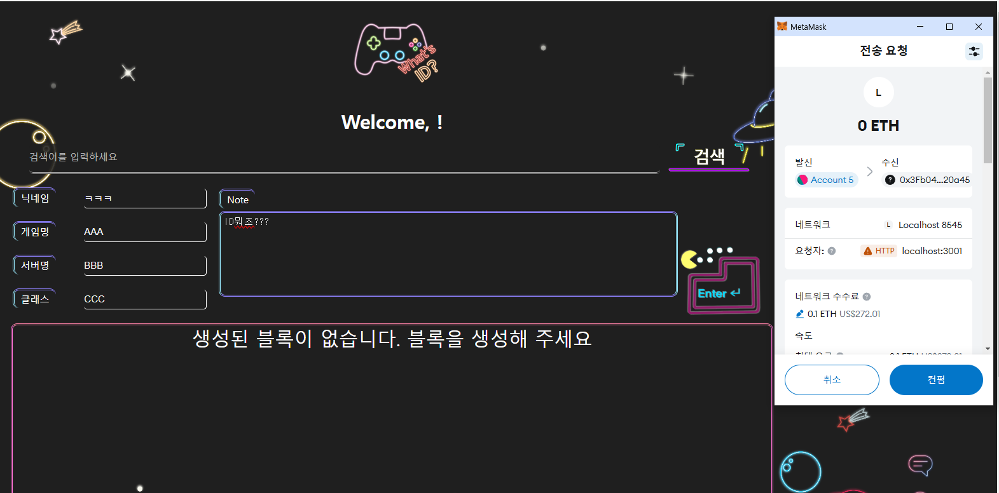 What's
ID?
Welcome, !
검색어를 입력하세요
검색
닉네임
ㅋㅋㅋ
Note
ID뭐조???
게임명
AAA
서버명
BBB
클래스
CCC
Enter ↵
생성된 블록이 없습니다. 블록을 생성해 주세요
MetaMask
전송 요청
L
0 ETH
발신
수신
Account 5
0x3Fb04...20a45
네트워크
L Localhost 8545
요청자:
HTTP
localhost:3001
네트워크 수수료
0.1 ETH US$272.01
속도
취소
컨펌